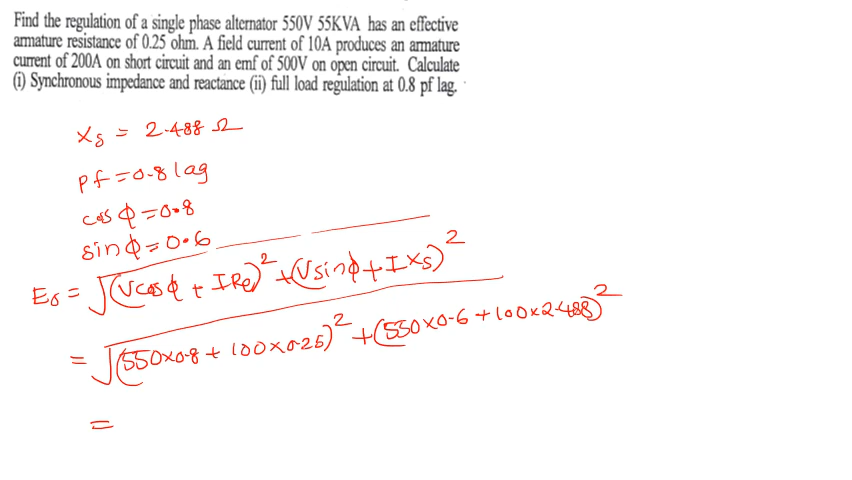 Find the regulation of a single phase alternator 550V 55KVA has an effective
armature resistance of 0.25 ohm. A field current of 10A produces an armature
current of 200A on short circuit and an emf of 500V on open circuit. Calculate
(i) Synchronous impedance and reactance (ii) full load regulation at 0.8 pf lag.
Xs = 2.488 Ω
pf = 0.8 lag
cos ϕ = 0.8
sin ϕ = 0.6
E₀ = √(Vcosϕ + IRe)² + (Vsinϕ + IXs)²
= √(550×0.8 + 100×0.25)² + (550×0.6 + 100×2.488)²
=